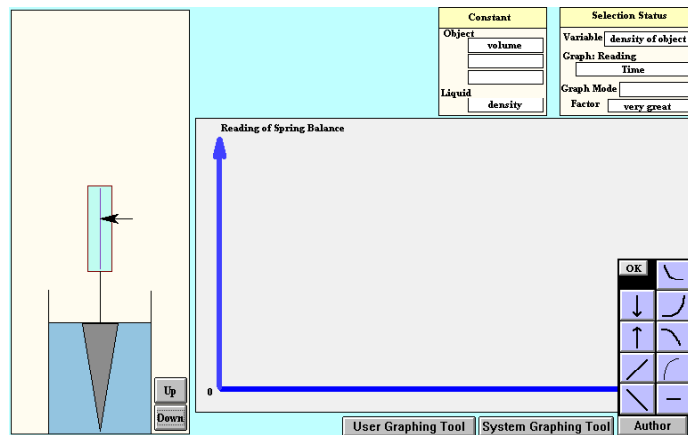 Constant
Object
volume
Liquid
density
Selection Status
Variable density of object
Graph: Reading
Time
Graph Mode
Factor very great
Reading of Spring Balance
OK
0
Up
Down
User Graphing Tool
System Graphing Tool
Author